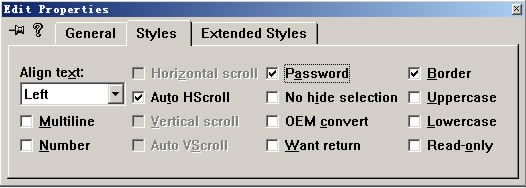 Edit Properties
? General Styles Extended Styles
Align text: Horizontal scroll Password Border
Left Auto HScroll No hide selection Uppercase
Multiline Vertical scroll OEM convert Lowercase
Number Auto VScroll Want return Read-only